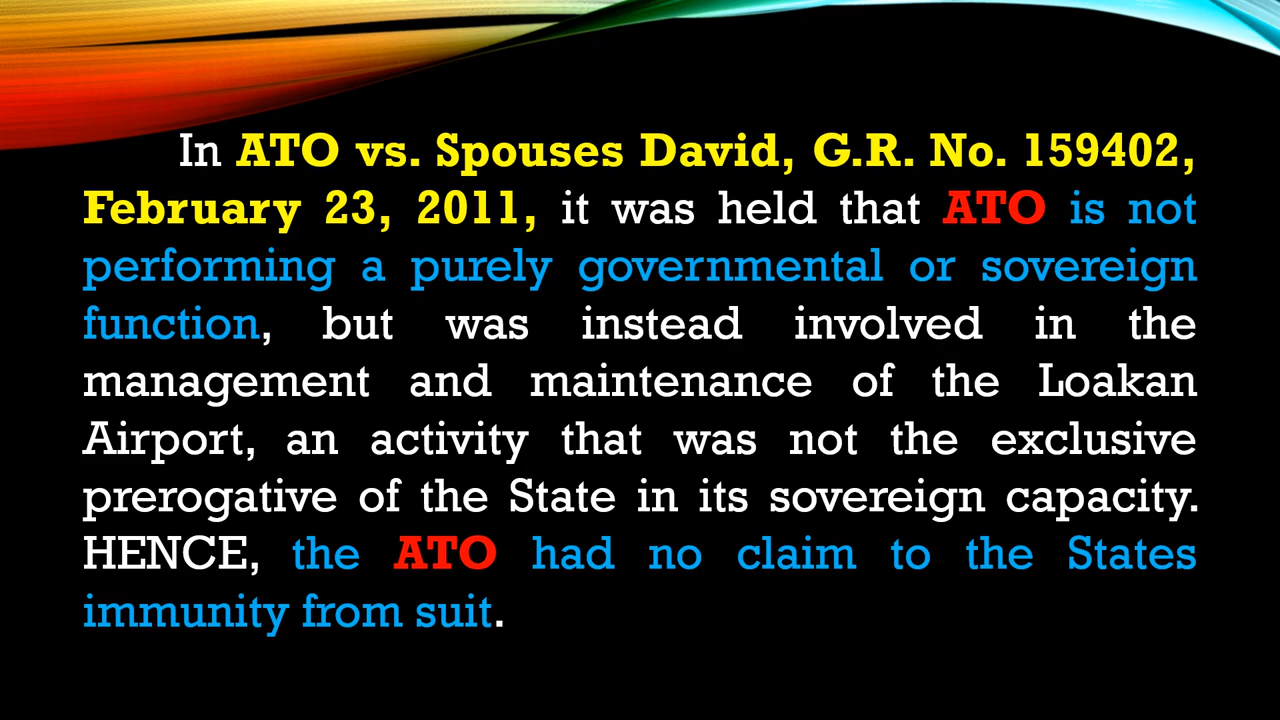 In ATO vs. Spouses David, G.R. No. 159402,
February 23, 2011, it was held that ATO is not
performing a purely governmental or sovereign
function, but was instead involved in the
management and maintenance of the Loakan
Airport, an activity that was not the exclusive
prerogative of the State in its sovereign capacity.
HENCE, the ATO had no claim to the States
immunity from suit.